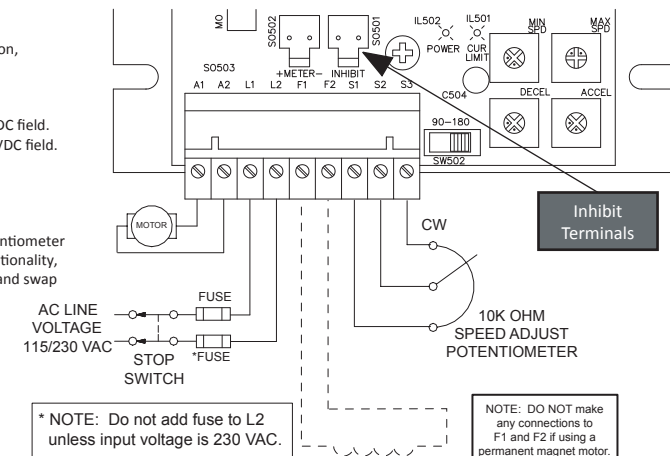 on,
DC field.
VDC field.
ntiometer
tionality,
and swap
MO
SO502
SO501
IL502
IL501
POWER
CUR
LIMIT
MIN
SPD
MAX
SPD
SO503
+METER-
INHIBIT
A1 A2 L1 L2 F1 F2 S1 S2 S3
C504
DECEL
ACCEL
90-180
SW502
Inhibit
Terminals
MOTOR
CW
FUSE
AC LINE
VOLTAGE
115/230 VAC
*FUSE
STOP
SWITCH
10K OHM
SPEED ADJUST
POTENTIOMETER
* NOTE: Do not add fuse to L2
unless input voltage is 230 VAC.
NOTE: DO NOT make
any connections to
F1 and F2 if using a
permanent magnet motor.